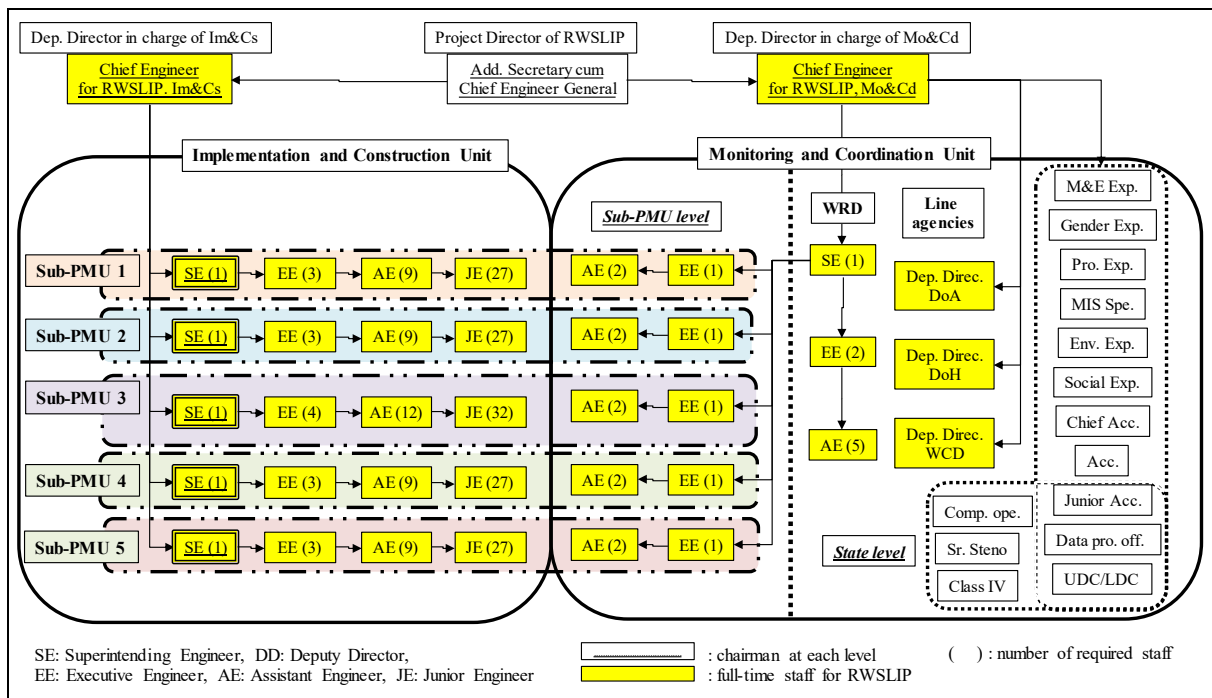 Dep. Director in charge of Im&Cs
Project Director of RWSLIP
Dep. Director in charge of Mo&Cd
Chief Engineer
for RWSLIP. Im&Cs
Add. Secretary cum
Chief Engineer General
Chief Engineer
for RWSLIP, Mo&Cd
Implementation and Construction Unit
Monitoring and Coordination Unit
Sub-PMU level
WRD
Line
agencies
M&E Exp.
Gender Exp.
Pro. Exp.
MIS Spe.
Env. Exp.
Social Exp.
Chief Acc.
Acc.
Junior Acc.
Data pro. off.
UDC/LDC
Sub-PMU 1
SE (1)
EE (3)
AE (9)
JE (27)
AE (2)
EE (1)
SE (1)
Dep. Direc.
DoA
Sub-PMU 2
SE (1)
EE (3)
AE (9)
JE (27)
AE (2)
EE (1)
EE (2)
Dep. Direc.
DoH
Sub-PMU 3
SE (1)
EE (4)
AE (12)
JE (32)
AE (2)
EE (1)
AE (5)
Dep. Direc.
WCD
Sub-PMU 4
SE (1)
EE (3)
AE (9)
JE (27)
AE (2)
EE (1)
Comp. ope.
Sub-PMU 5
SE (1)
EE (3)
AE (9)
JE (27)
AE (2)
EE (1)
State level
Sr. Steno
Class IV
SE: Superintending Engineer, DD: Deputy Director,
EE: Executive Engineer, AE: Assistant Engineer, JE: Junior Engineer
: chairman at each level
( ) : number of required staff
: full-time staff for RWSLIP